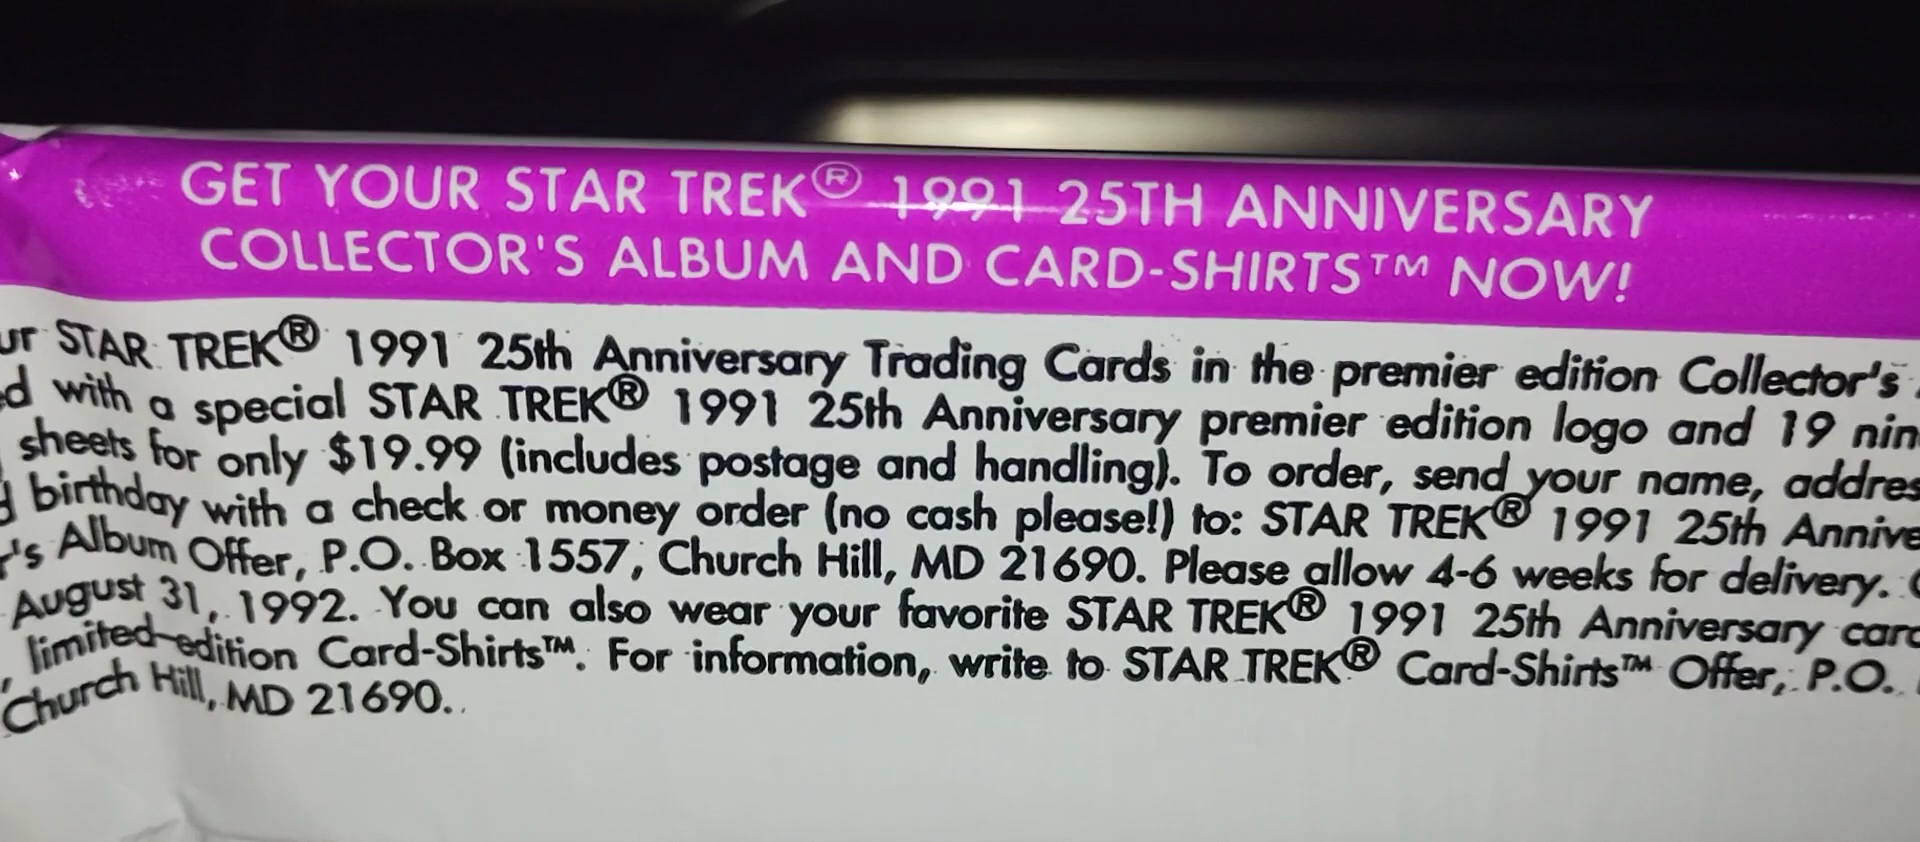 GET YOUR STAR TREK® 1991 25TH ANNIVERSARY
COLLECTOR'S ALBUM AND CARD-SHIRTS™ NOW!
STAR TREK® 1991 25th Anniversary Trading Cards in the premier edition Collector's
with a special STAR TREK® 1991 25th Anniversary premier edition logo and 19
sheets for only $19.99 (includes postage and handling). To order, send your name,
birthday with a check or money order (no cash please!) to: STAR TREK® 1991 25th
Album Offer, P.O. Box 1557, Church Hill, MD 21690. Please allow 4-6 weeks for delivery.
August 31, 1992. You can also wear your favorite STAR TREK® 1991 25th Anniversary
limited-edition Card-Shirts™. For information, write to STAR TREK® Card-Shirts™ Offer, P.O.
Church Hill, MD 21690.